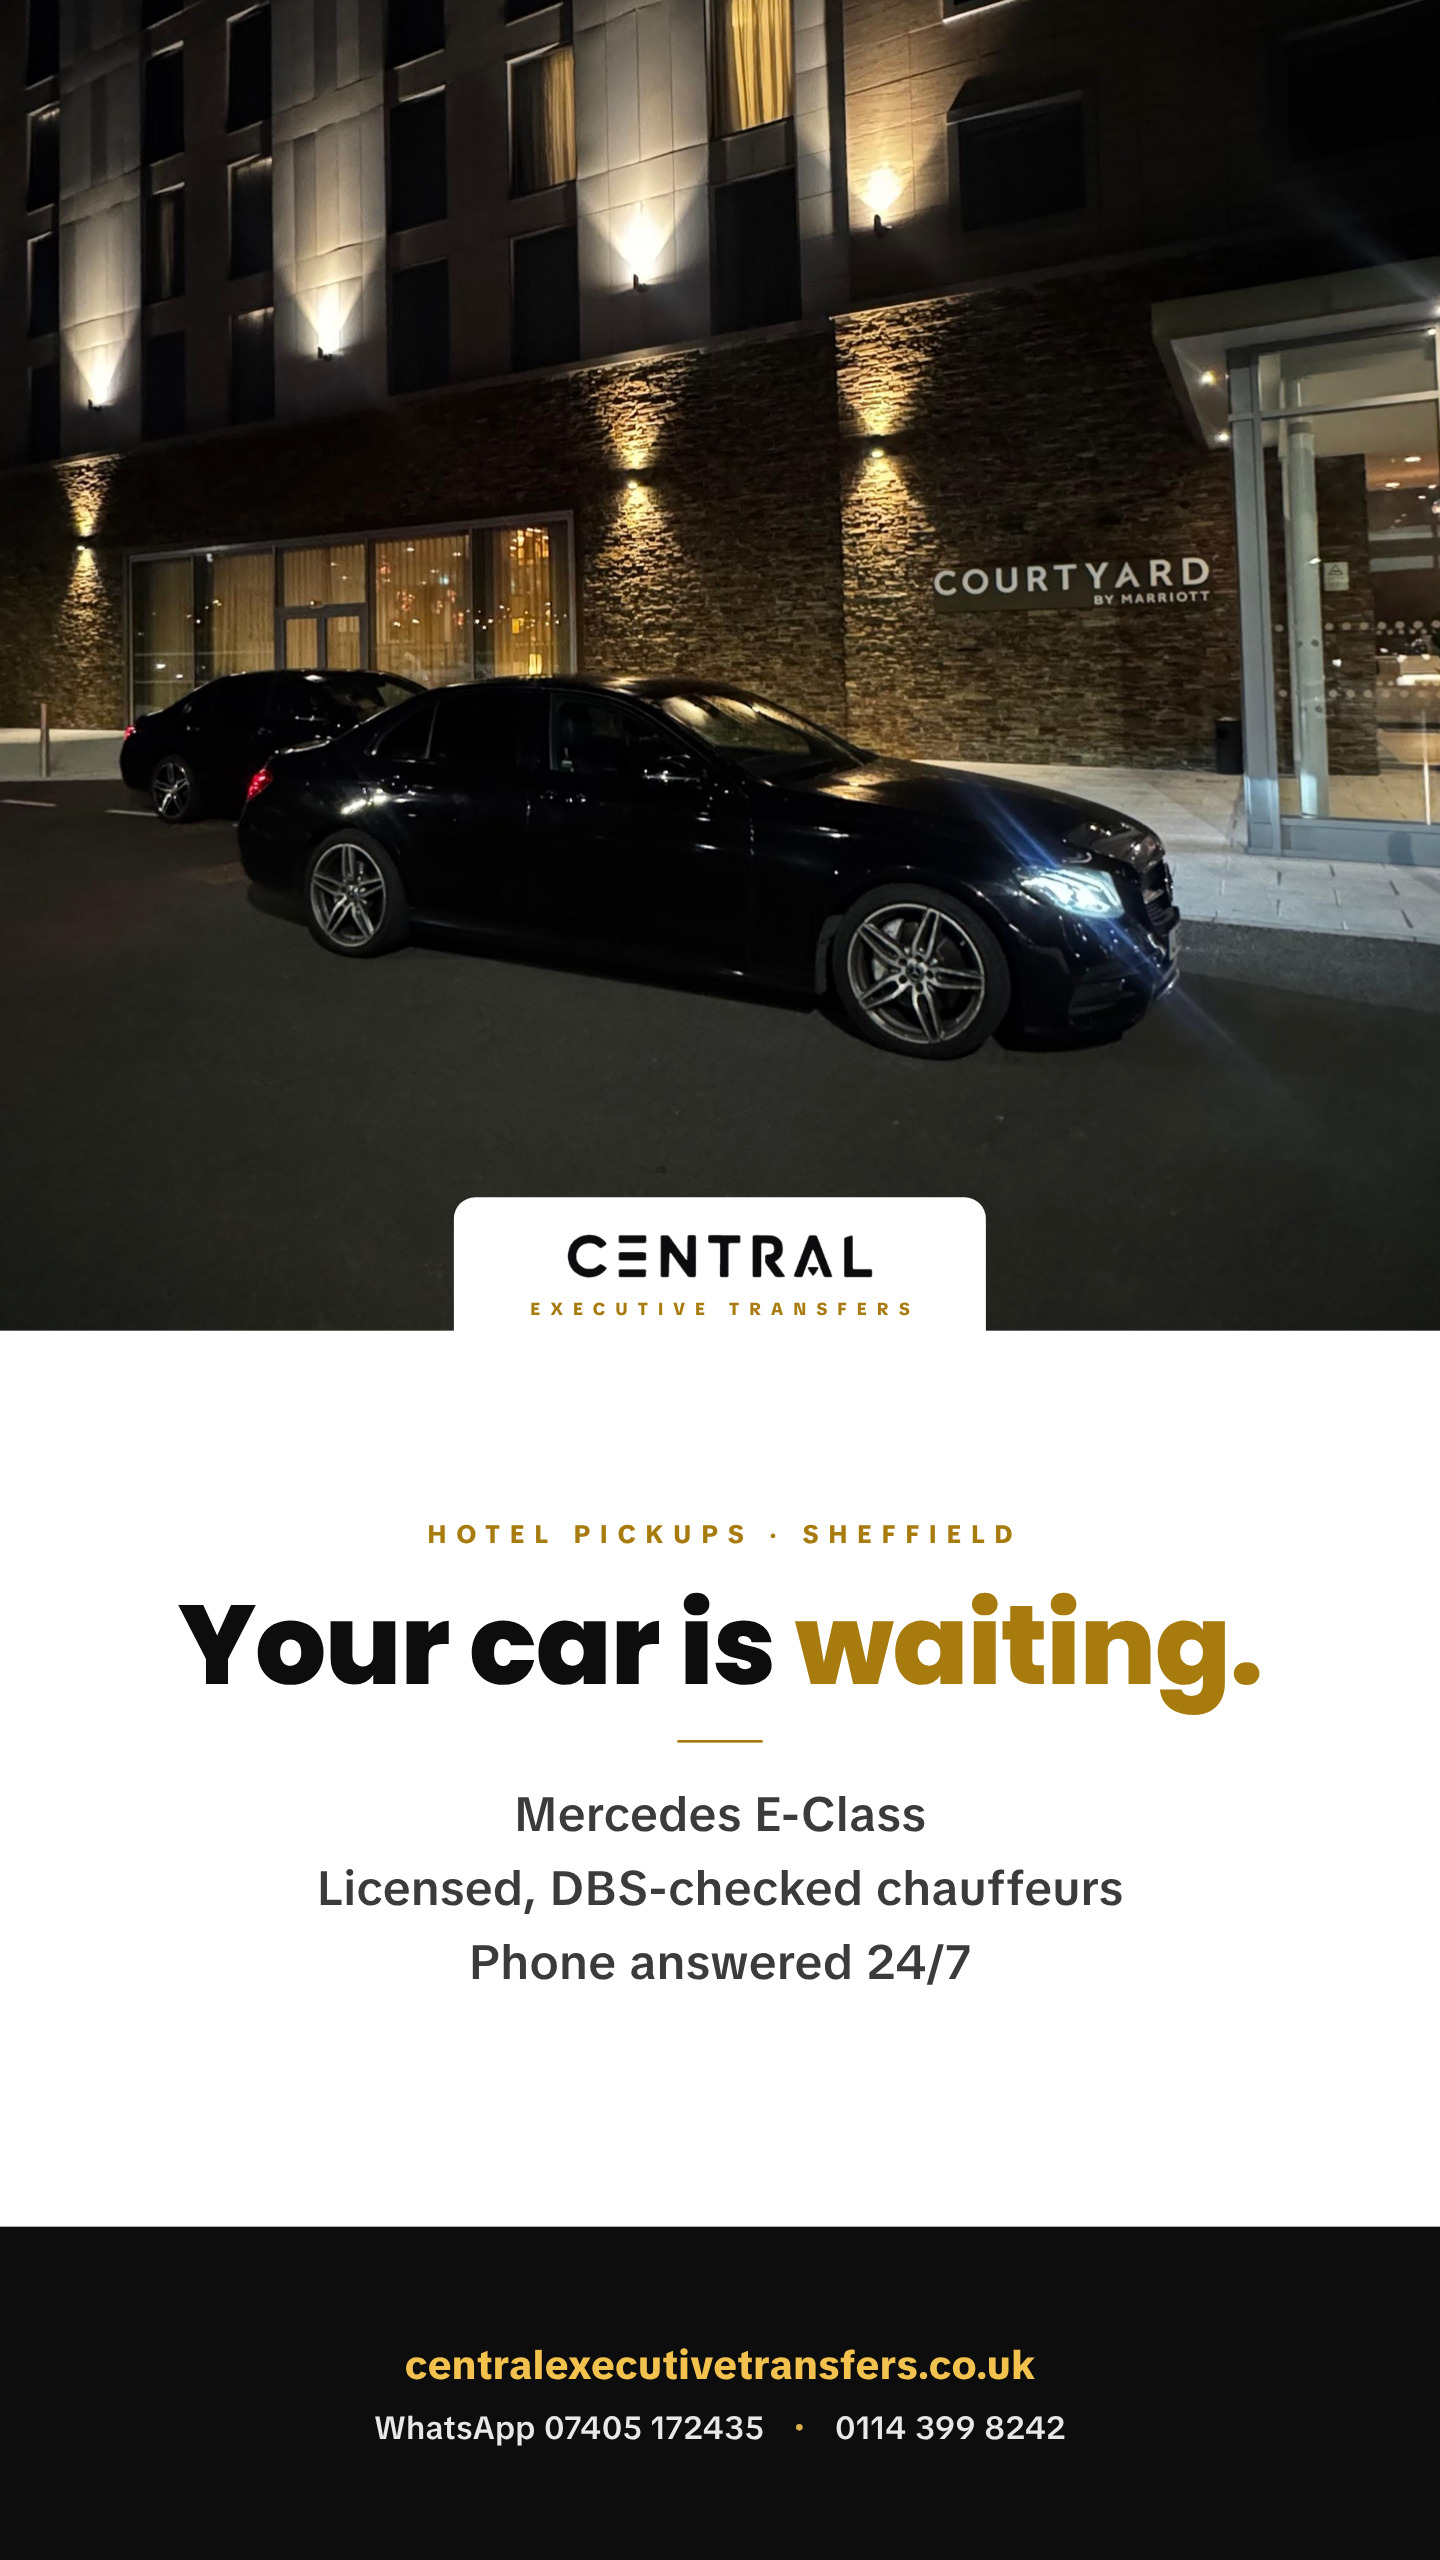 COURTYARD
BY MARRIOTT
CENTRAL
EXECUTIVE TRANSFERS
HOTEL PICKUPS · SHEFFIELD
Your car is waiting.
Mercedes E-Class
Licensed, DBS-checked chauffeurs
Phone answered 24/7
centralexecutivetransfers.co.uk
WhatsApp 07405 172435 · 0114 399 8242